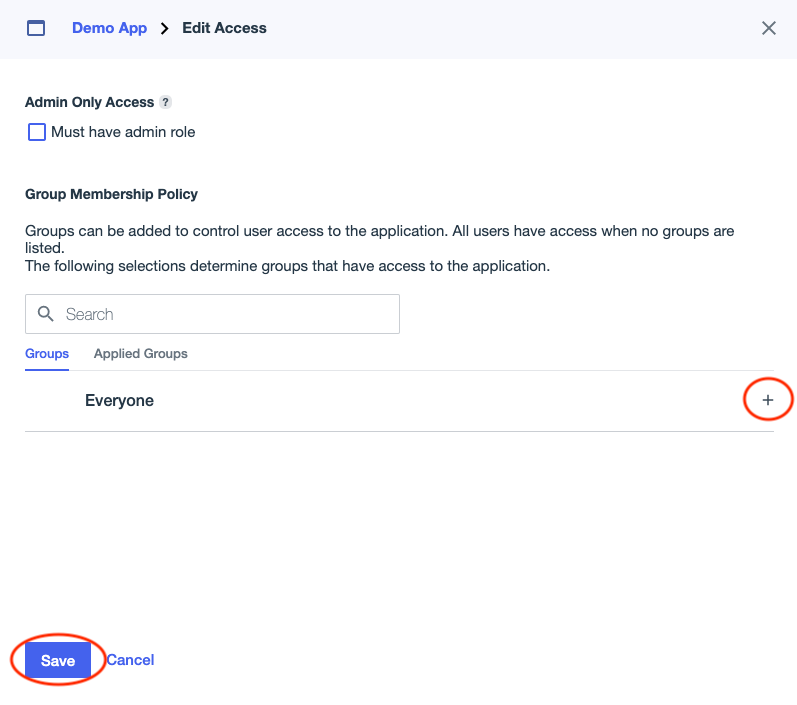 Demo App > Edit Access
Admin Only Access ?
Must have admin role
Group Membership Policy
Groups can be added to control user access to the application. All users have access when no groups are
listed.
The following selections determine groups that have access to the application.
Search
Groups Applied Groups
Everyone +
Save Cancel